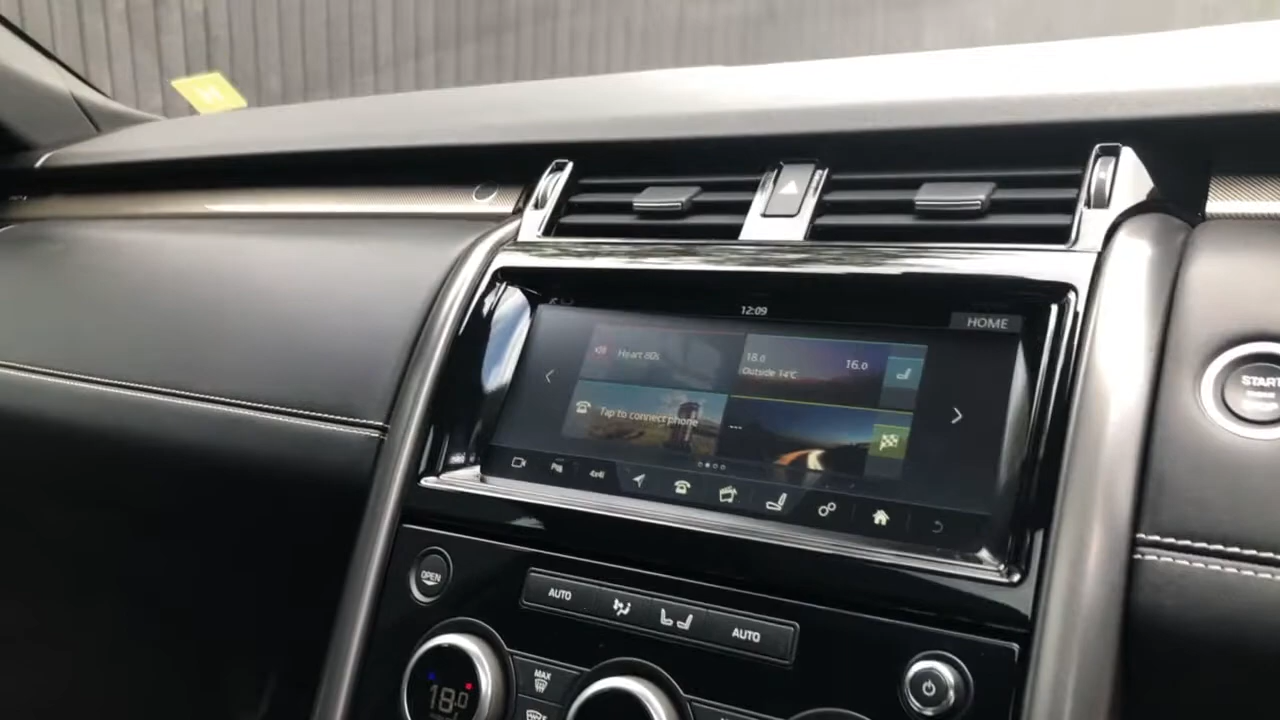 12:09
HOME
Heart 80s
18.0
16.0
Outside 14°C
Tap to connect phone
---
4x4i
START
OPEN
AUTO
AUTO
MAX
18.0